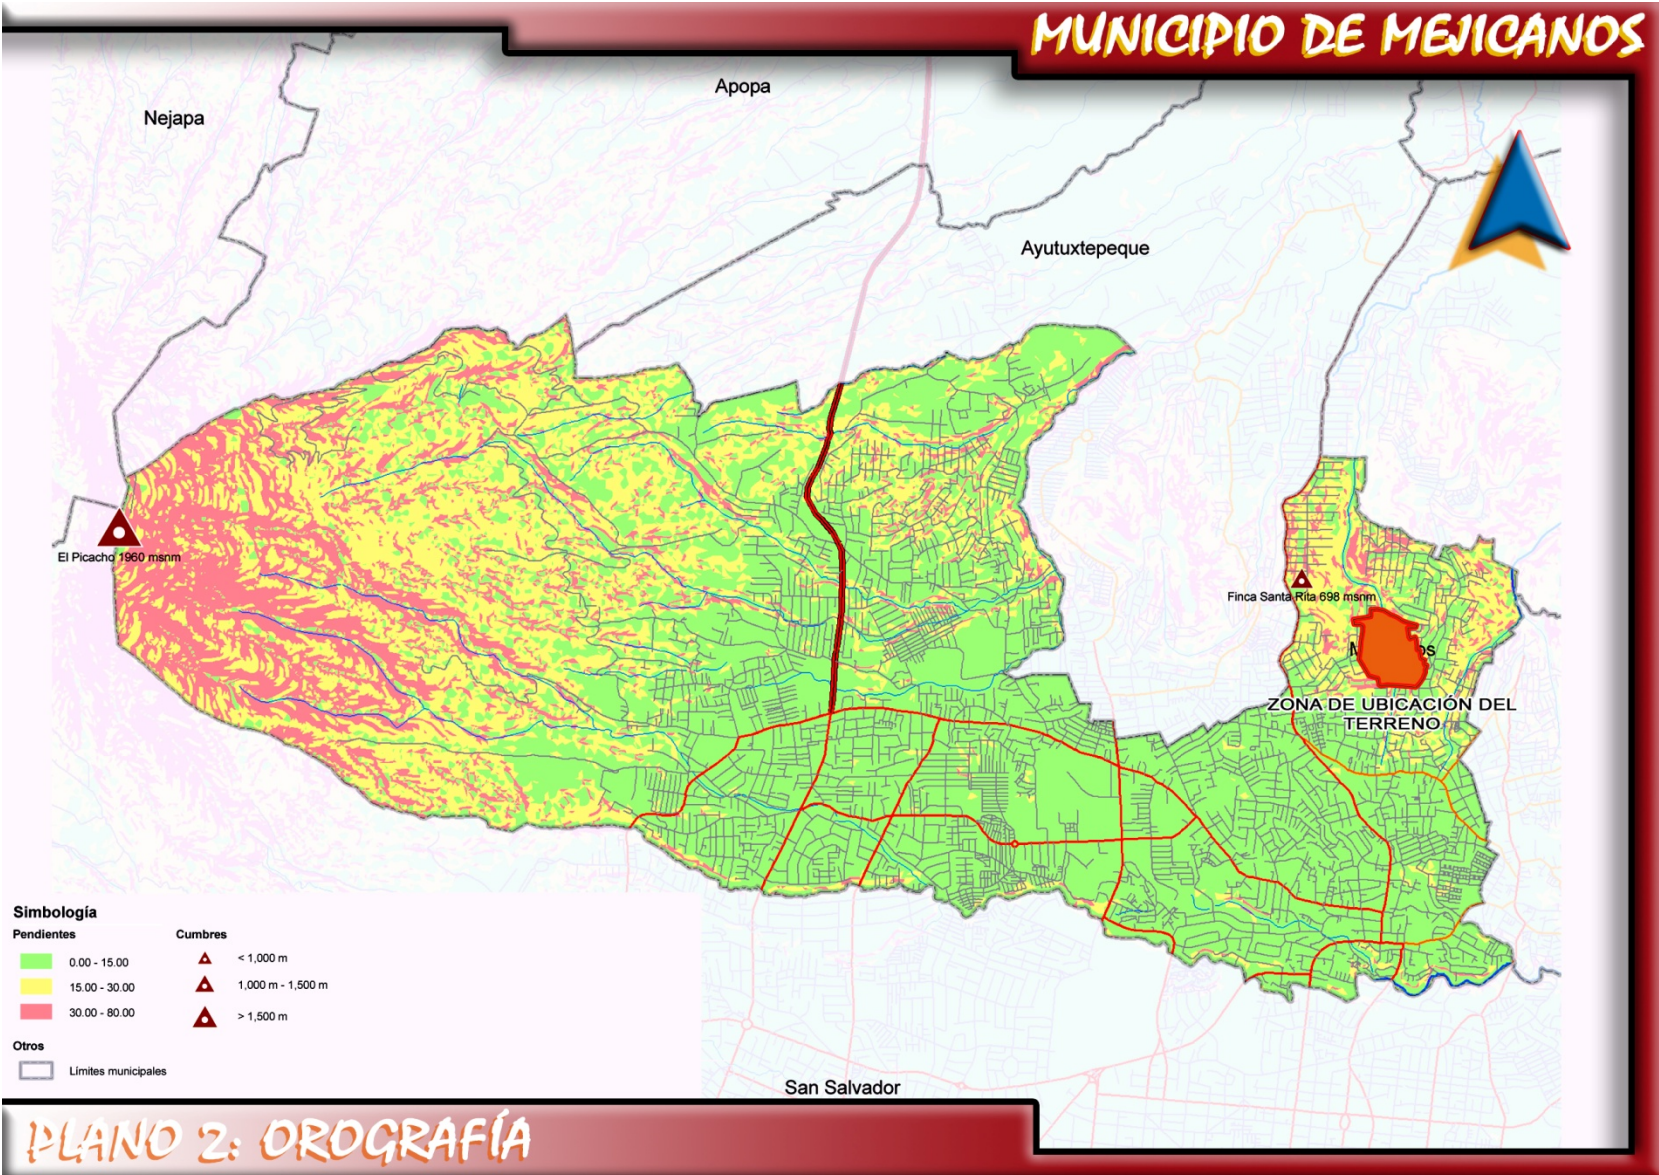 MUNICIPIO DE MEJICANOS
Apopa
Nejapa
Ayutuxtepeque
El Picacho 1960 msnm
Finca Santa Rita 698 msnm
ZONA DE UBICACIÓN DEL
TERRENO
Simbología
Pendientes
Cumbres
0.00 - 15.00
< 1,000 m
15.00 - 30.00
1,000 m - 1,500 m
30.00 - 80.00
> 1,500 m
Otros
Límites municipales
San Salvador
PLANO 2: OROGRAFÍA